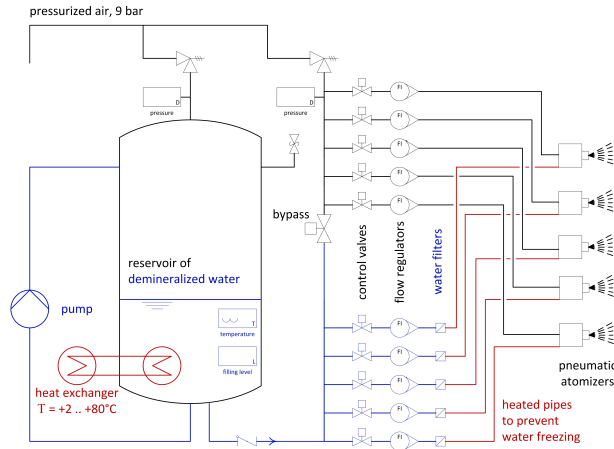 pressurized air, 9 bar
D
pressure
D
pressure
FI
FI
FI
FI
FI
bypass
control valves
flow regulators
water filters
reservoir of
demineralized water
pump
T
temperature
L
filling level
heat exchanger
T = +2 .. +80°C
FI
FI
FI
FI
FI
pneumatic
atomizers
heated pipes
to prevent
water freezing